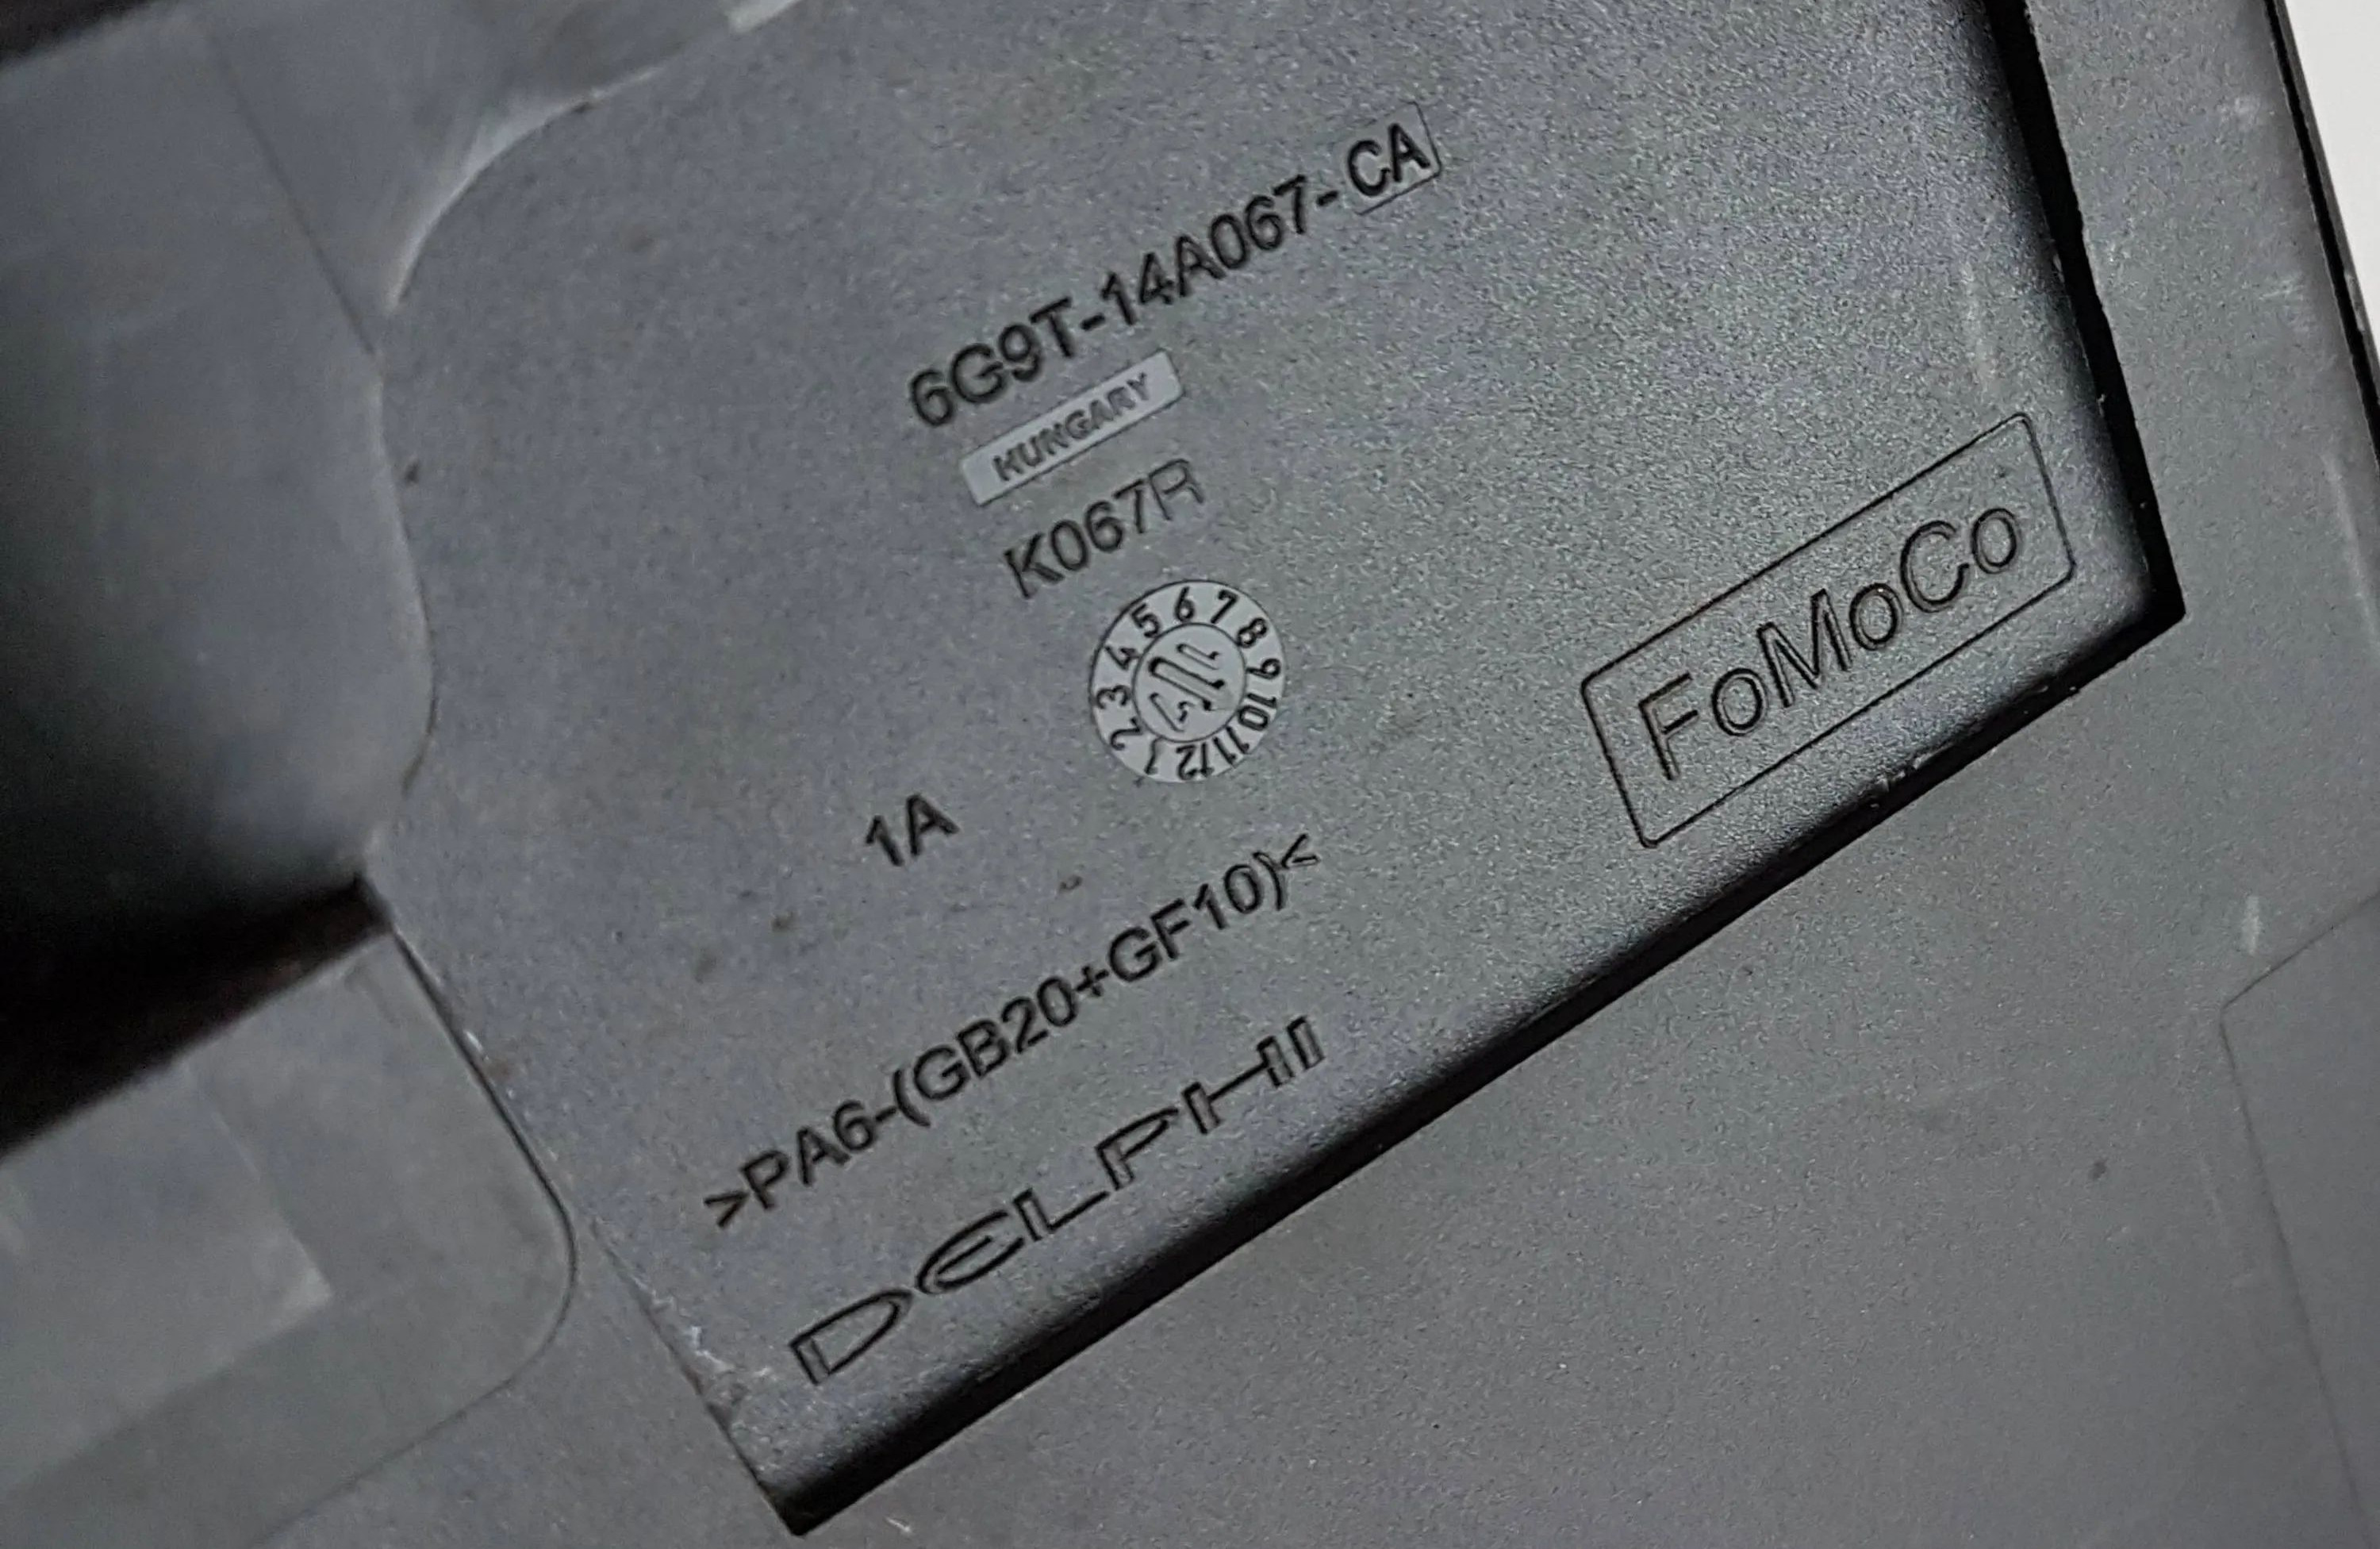 6G9T-14A067-CA
HUNGARY
K067R
1 2 3 4 5 6 7 8 9 10 11 12
1A
FoMoCo
>PA6-(GB20+GF10)<
DELPHI